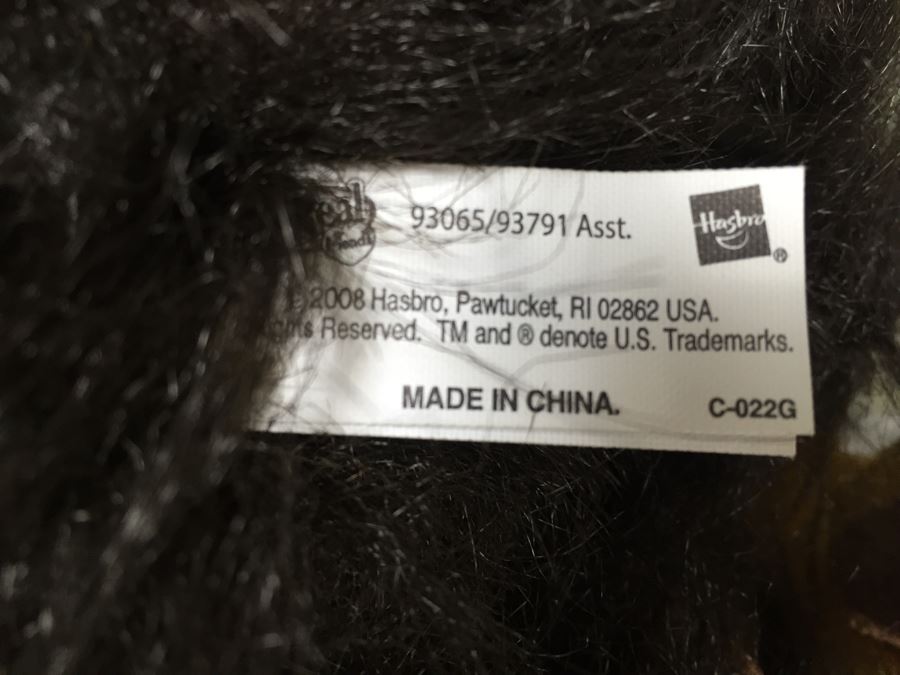 93065/93791 Asst.
Hasbro
®
2008 Hasbro, Pawtucket, RI 02862 USA.
Reserved. TM and ® denote U.S. Trademarks.
MADE IN CHINA.
C-022G